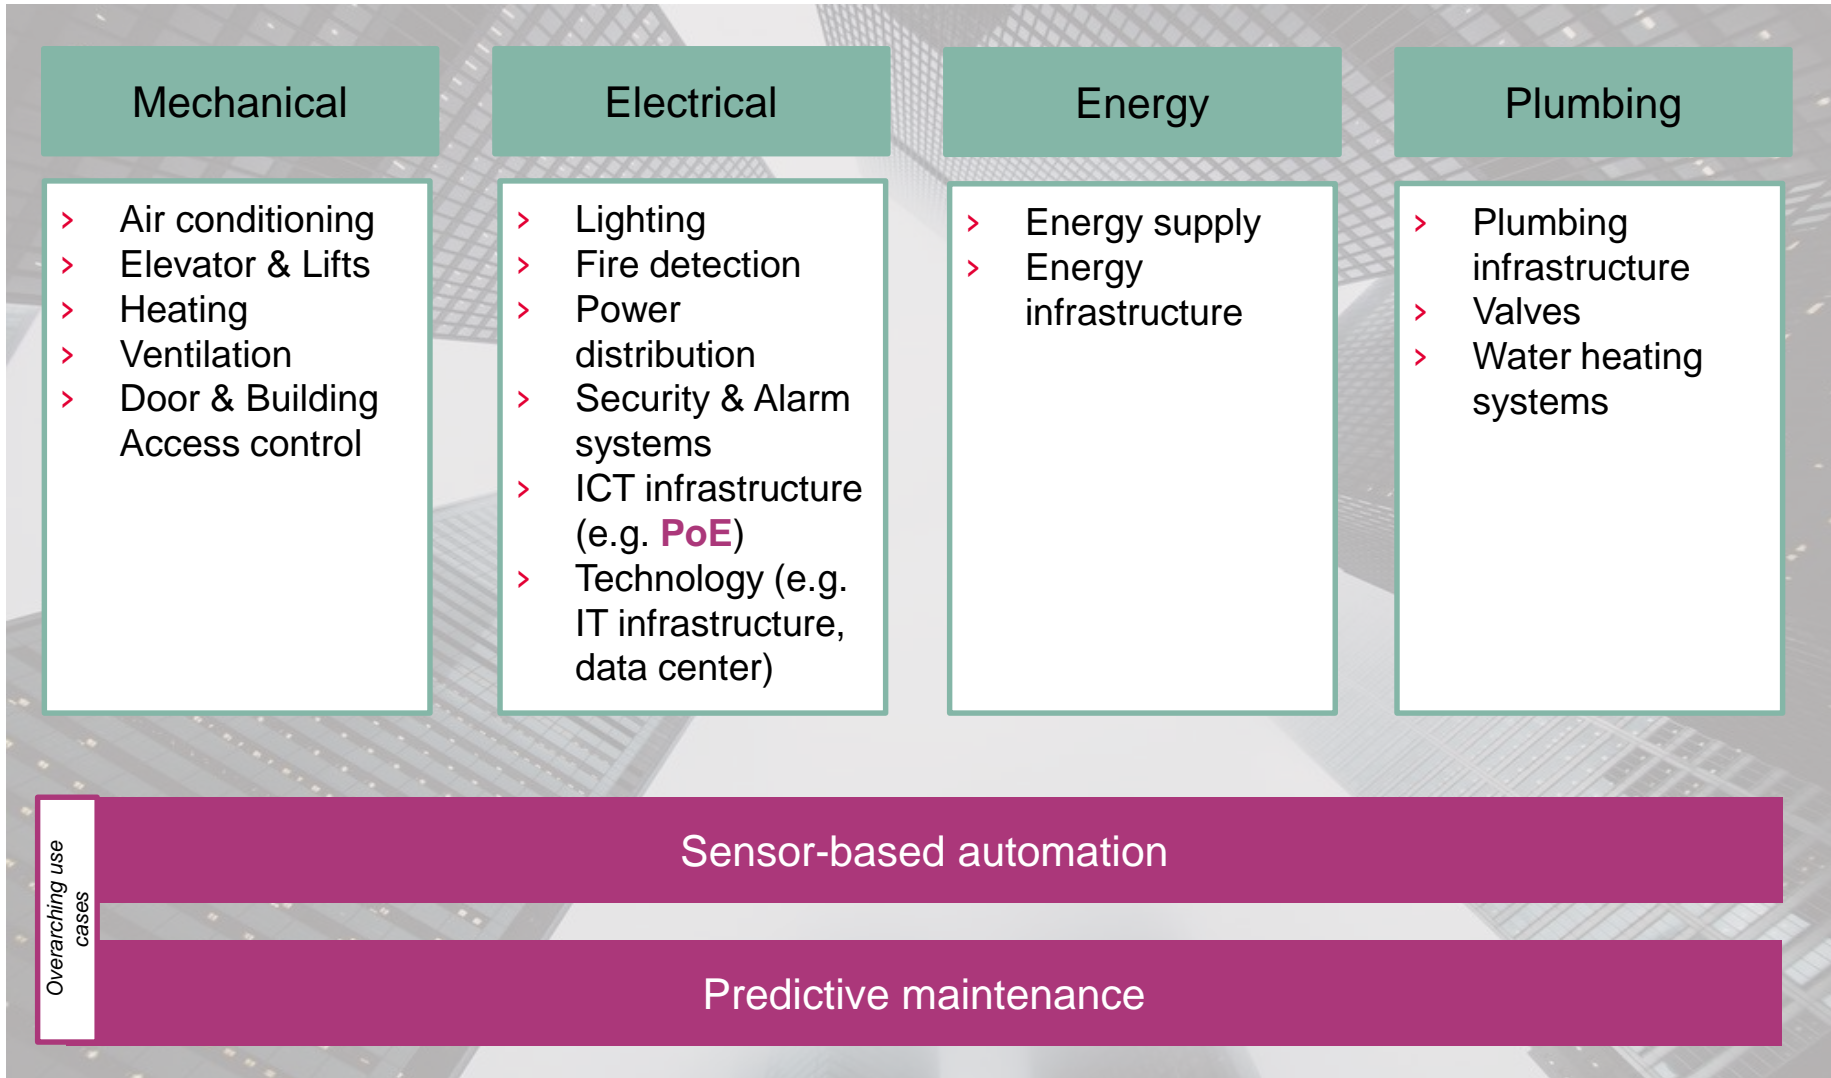 Mechanical
Electrical
Energy
Plumbing
› Air conditioning
› Elevator & Lifts
› Heating
› Ventilation
› Door & Building
Access control
› Lighting
› Fire detection
› Power
distribution
› Security & Alarm
systems
› ICT infrastructure
(e.g. PoE)
› Technology (e.g.
IT infrastructure,
data center)
› Energy supply
› Energy
infrastructure
› Plumbing
infrastructure
› Valves
› Water heating
systems
Overarching use
cases
Sensor-based automation
Predictive maintenance